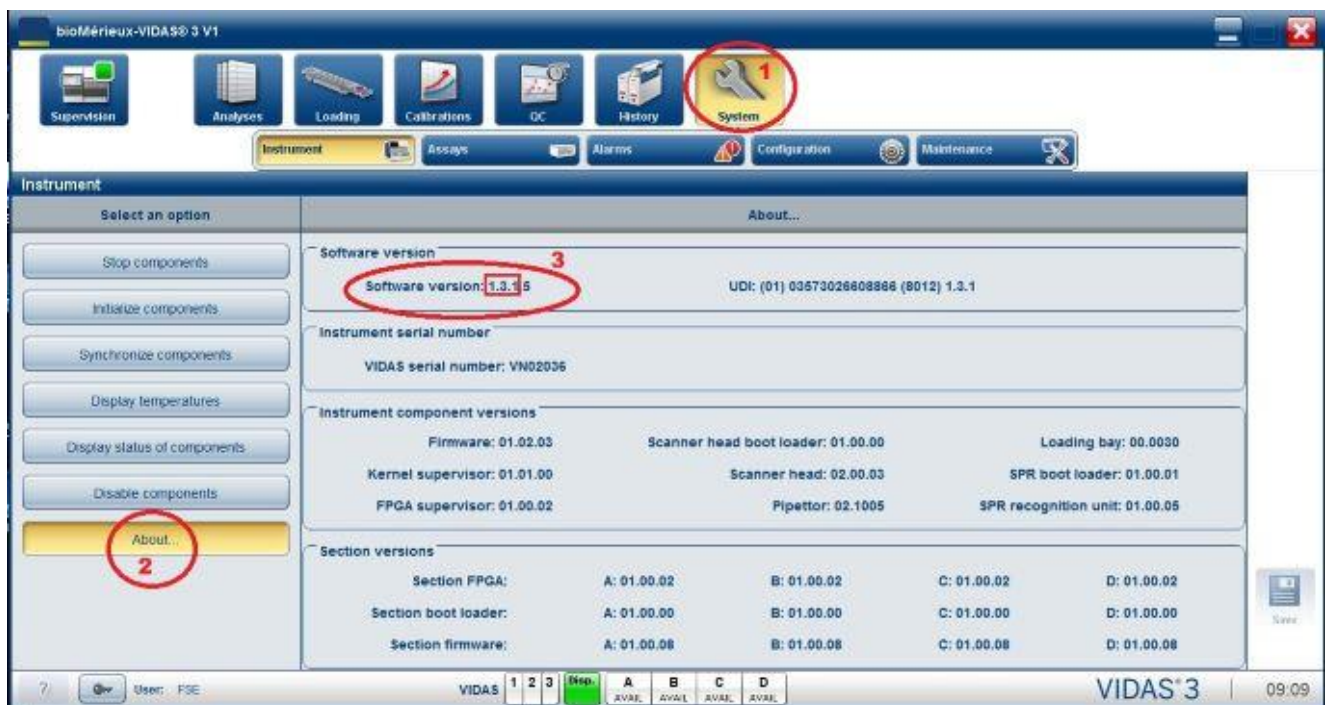 bioMérieux-VIDAS® 3 V1
Supervision Analyses Loading Calibrations QC History System 1
Instrument Assays Alarms Configuration Maintenance
Instrument
Select an option
About...
Stop components
Initialize components
Synchronize components
Display temperatures
Display status of components
Disable components
About...
2
Software version
3
Software version: 1.3.1.5 UDI: (01) 03573026608866 (8012) 1.3.1
Instrument serial number
VIDAS serial number: VN02036
Instrument component versions
Firmware: 01.02.03 Scanner head boot loader: 01.00.00 Loading bay: 00.0030
Kernel supervisor: 01.01.00 Scanner head: 02.00.03 SPR boot loader: 01.00.01
FPGA supervisor: 01.00.02 Pipettor: 02.1005 SPR recognition unit: 01.00.05
Section versions
Section FPGA: A: 01.00.02 B: 01.00.02 C: 01.00.02 D: 01.00.02
Section boot loader: A: 01.00.00 B: 01.00.00 C: 01.00.00 D: 01.00.00
Section firmware: A: 01.00.08 B: 01.00.08 C: 01.00.08 D: 01.00.08
Save
? User: FSE VIDAS 1 2 3 Disp. A AVAIL B AVAIL C AVAIL D AVAIL VIDAS®3 09:09